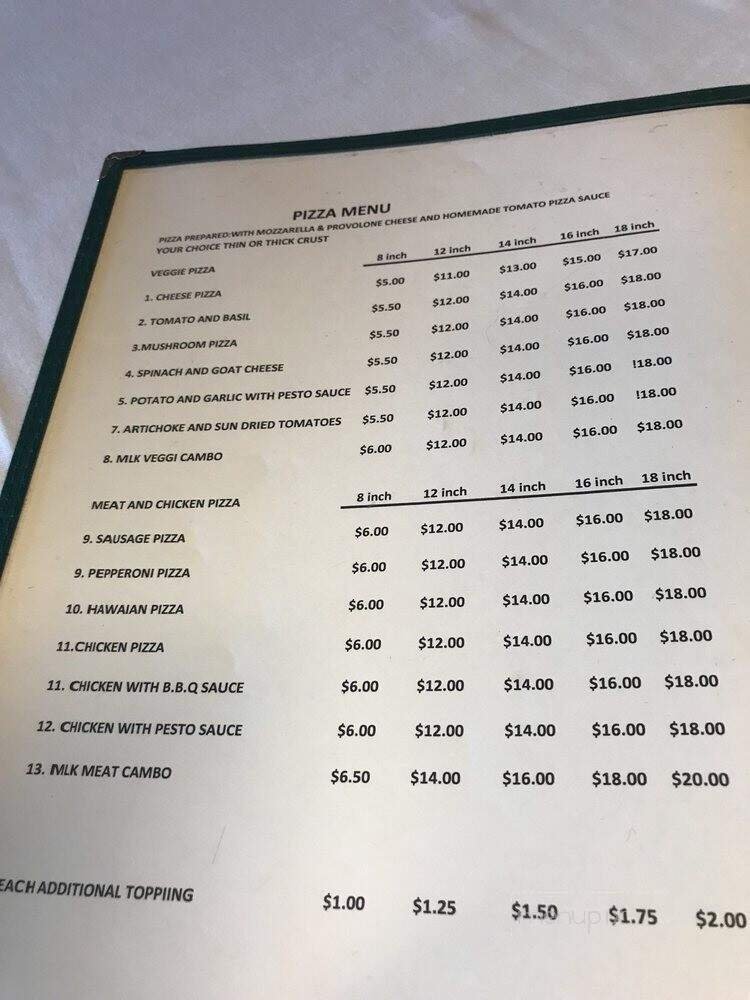 PIZZA MENU
PIZZA PREPARED:WITH MOZZARELLA & PROVOLONE CHEESE AND HOMEMADE TOMATO PIZZA SAUCE
YOUR CHOICE THIN OR THICK CRUST
VEGGIE PIZZA 8 inch 12 inch 14 inch 16 inch 18 inch
1. CHEESE PIZZA $5.00 $11.00 $13.00 $15.00 $17.00
2. TOMATO AND BASIL $5.50 $12.00 $14.00 $16.00 $18.00
3.MUSHROOM PIZZA $5.50 $12.00 $14.00 $16.00 $18.00
4. SPINACH AND GOAT CHEESE $5.50 $12.00 $14.00 $16.00 $18.00
5. POTATO AND GARLIC WITH PESTO SAUCE $5.50 $12.00 $14.00 $16.00 !18.00
7. ARTICHOKE AND SUN DRIED TOMATOES $5.50 $12.00 $14.00 $16.00 !18.00
8. MLK VEGGI CAMBO $6.00 $12.00 $14.00 $16.00 $18.00
MEAT AND CHICKEN PIZZA 8 inch 12 inch 14 inch 16 inch 18 inch
9. SAUSAGE PIZZA $6.00 $12.00 $14.00 $16.00 $18.00
9. PEPPERONI PIZZA $6.00 $12.00 $14.00 $16.00 $18.00
10. HAWAIAN PIZZA $6.00 $12.00 $14.00 $16.00 $18.00
11.CHICKEN PIZZA $6.00 $12.00 $14.00 $16.00 $18.00
11. CHICKEN WITH B.B.Q SAUCE $6.00 $12.00 $14.00 $16.00 $18.00
12. CHICKEN WITH PESTO SAUCE $6.00 $12.00 $14.00 $16.00 $18.00
13. MLK MEAT CAMBO $6.50 $14.00 $16.00 $18.00 $20.00
EACH ADDITIONAL TOPPIING $1.00 $1.25 $1.50 $1.75 $2.00